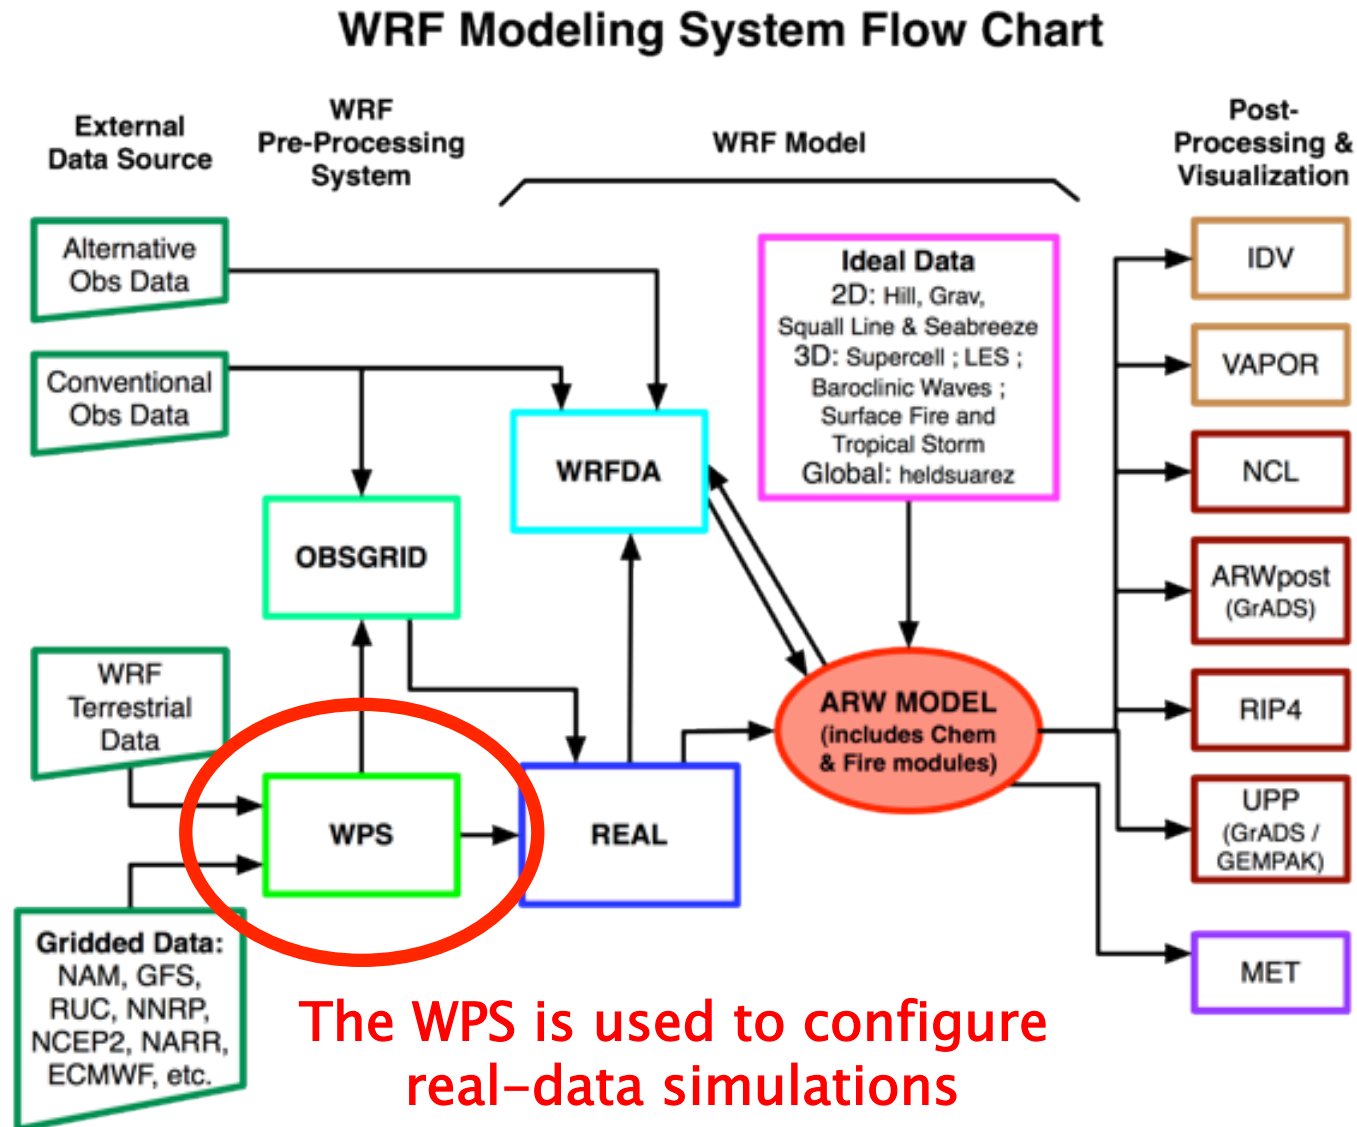 WRF Modeling System Flow Chart
External
Data Source
WRF
Pre-Processing
System
WRF Model
Post-
Processing &
Visualization
Alternative
Obs Data
Conventional
Obs Data
WRF
Terrestrial
Data
Gridded Data:
NAM, GFS,
RUC, NNRP,
NCEP2, NARR,
ECMWF, etc.
OBSGRID
WPS
WRFDA
REAL
Ideal Data
2D: Hill, Grav,
Squall Line & Seabreeze
3D: Supercell ; LES ;
Baroclinic Waves ;
Surface Fire and
Tropical Storm
Global: heldsuarez
ARW MODEL
(includes Chem
& Fire modules)
IDV
VAPOR
NCL
ARWpost
(GrADS)
RIP4
UPP
(GrADS /
GEMPAK)
MET
The WPS is used to configure
real-data simulations